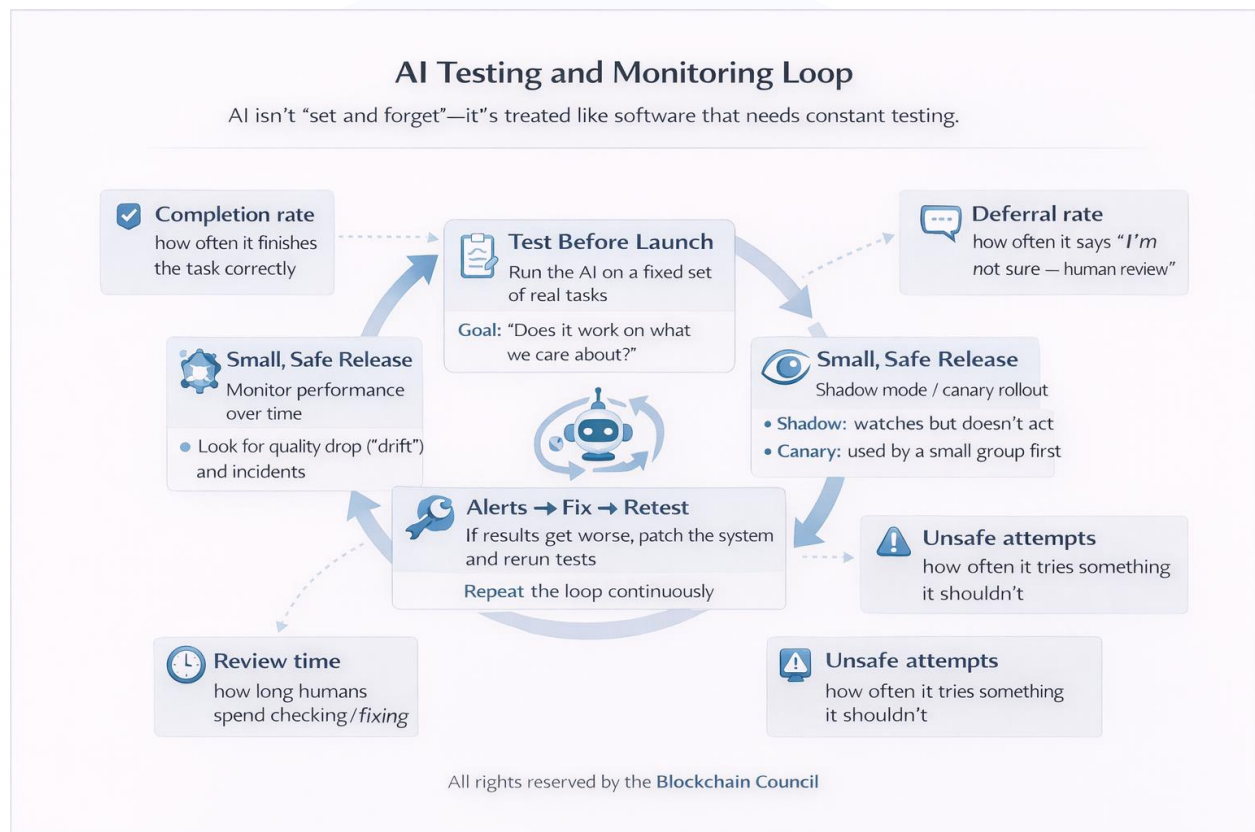 AI Testing and Monitoring Loop
AI isn’t “set and forget”—it‘’s treated like software that needs constant testing.
Completion rate
how often it finishes
the task correctly
Test Before Launch
Run the AI on a fixed set
of real tasks
Goal: “Does it work on what
we care about?”
Deferral rate
how often it says “I’m
not sure — human review”
Small, Safe Release
Monitor performance
over time
• Look for quality drop (“drift”)
and incidents
Small, Safe Release
Shadow mode / canary rollout
• Shadow: watches but doesn’t act
• Canary: used by a small group first
Alerts → Fix → Retest
If results get worse, patch the system
and rerun tests
Repeat the loop continuously
Unsafe attempts
how often it tries something
it shouldn’t
Review time
how long humans
spend checking/fixing
Unsafe attempts
how often it tries something
it shouldn’t
All rights reserved by the Blockchain Council